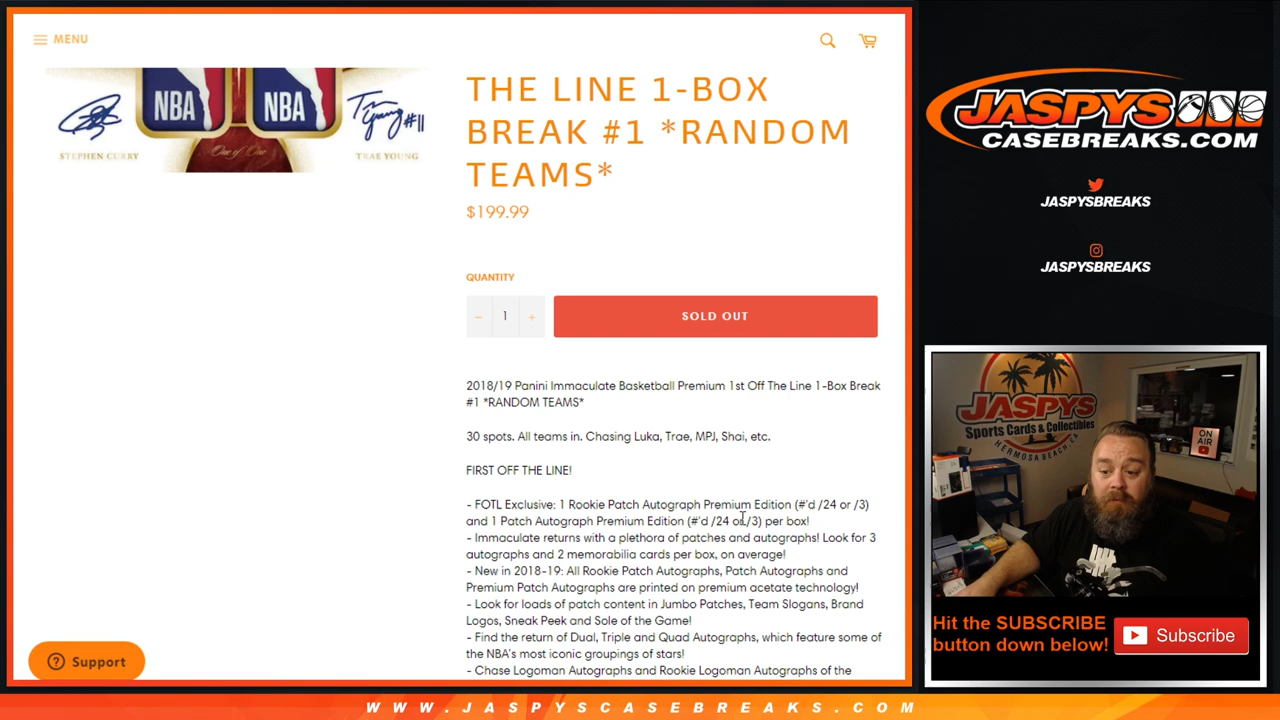 MENU
NBA NBA
Trae Young #11
STEPHEN CURRY
One of One
TRAE YOUNG
THE LINE 1-BOX
BREAK #1 *RANDOM
TEAMS*
$199.99
QUANTITY
− 1 +
SOLD OUT
2018/19 Panini Immaculate Basketball Premium 1st Off The Line 1-Box Break
#1 *RANDOM TEAMS*
30 spots. All teams in. Chasing Luka, Trae, MPJ, Shai, etc.
FIRST OFF THE LINE!
- FOTL Exclusive: 1 Rookie Patch Autograph Premium Edition (#'d /24 or /3)
and 1 Patch Autograph Premium Edition (#'d /24 or /3) per box!
- Immaculate returns with a plethora of patches and autographs! Look for 3
autographs and 2 memorabilia cards per box, on average!
- New in 2018-19: All Rookie Patch Autographs, Patch Autographs and
Premium Patch Autographs are printed on premium acetate technology!
- Look for loads of patch content in Jumbo Patches, Team Slogans, Brand
Logos, Sneak Peek and Sole of the Game!
- Find the return of Dual, Triple and Quad Autographs, which feature some of
the NBA's most iconic groupings of stars!
- Chase Logoman Autographs and Rookie Logoman Autographs of the
Support
JASPYS
CASEBREAKS.COM
JASPYSBREAKS
JASPYSBREAKS
JASPYS
Sports Cards & Collectibles
HERMOSA BEACH, CA
ON
AIR
Hit the SUBSCRIBE
button down below!
Subscribe
WWW.JASPYSCASEBREAKS.COM